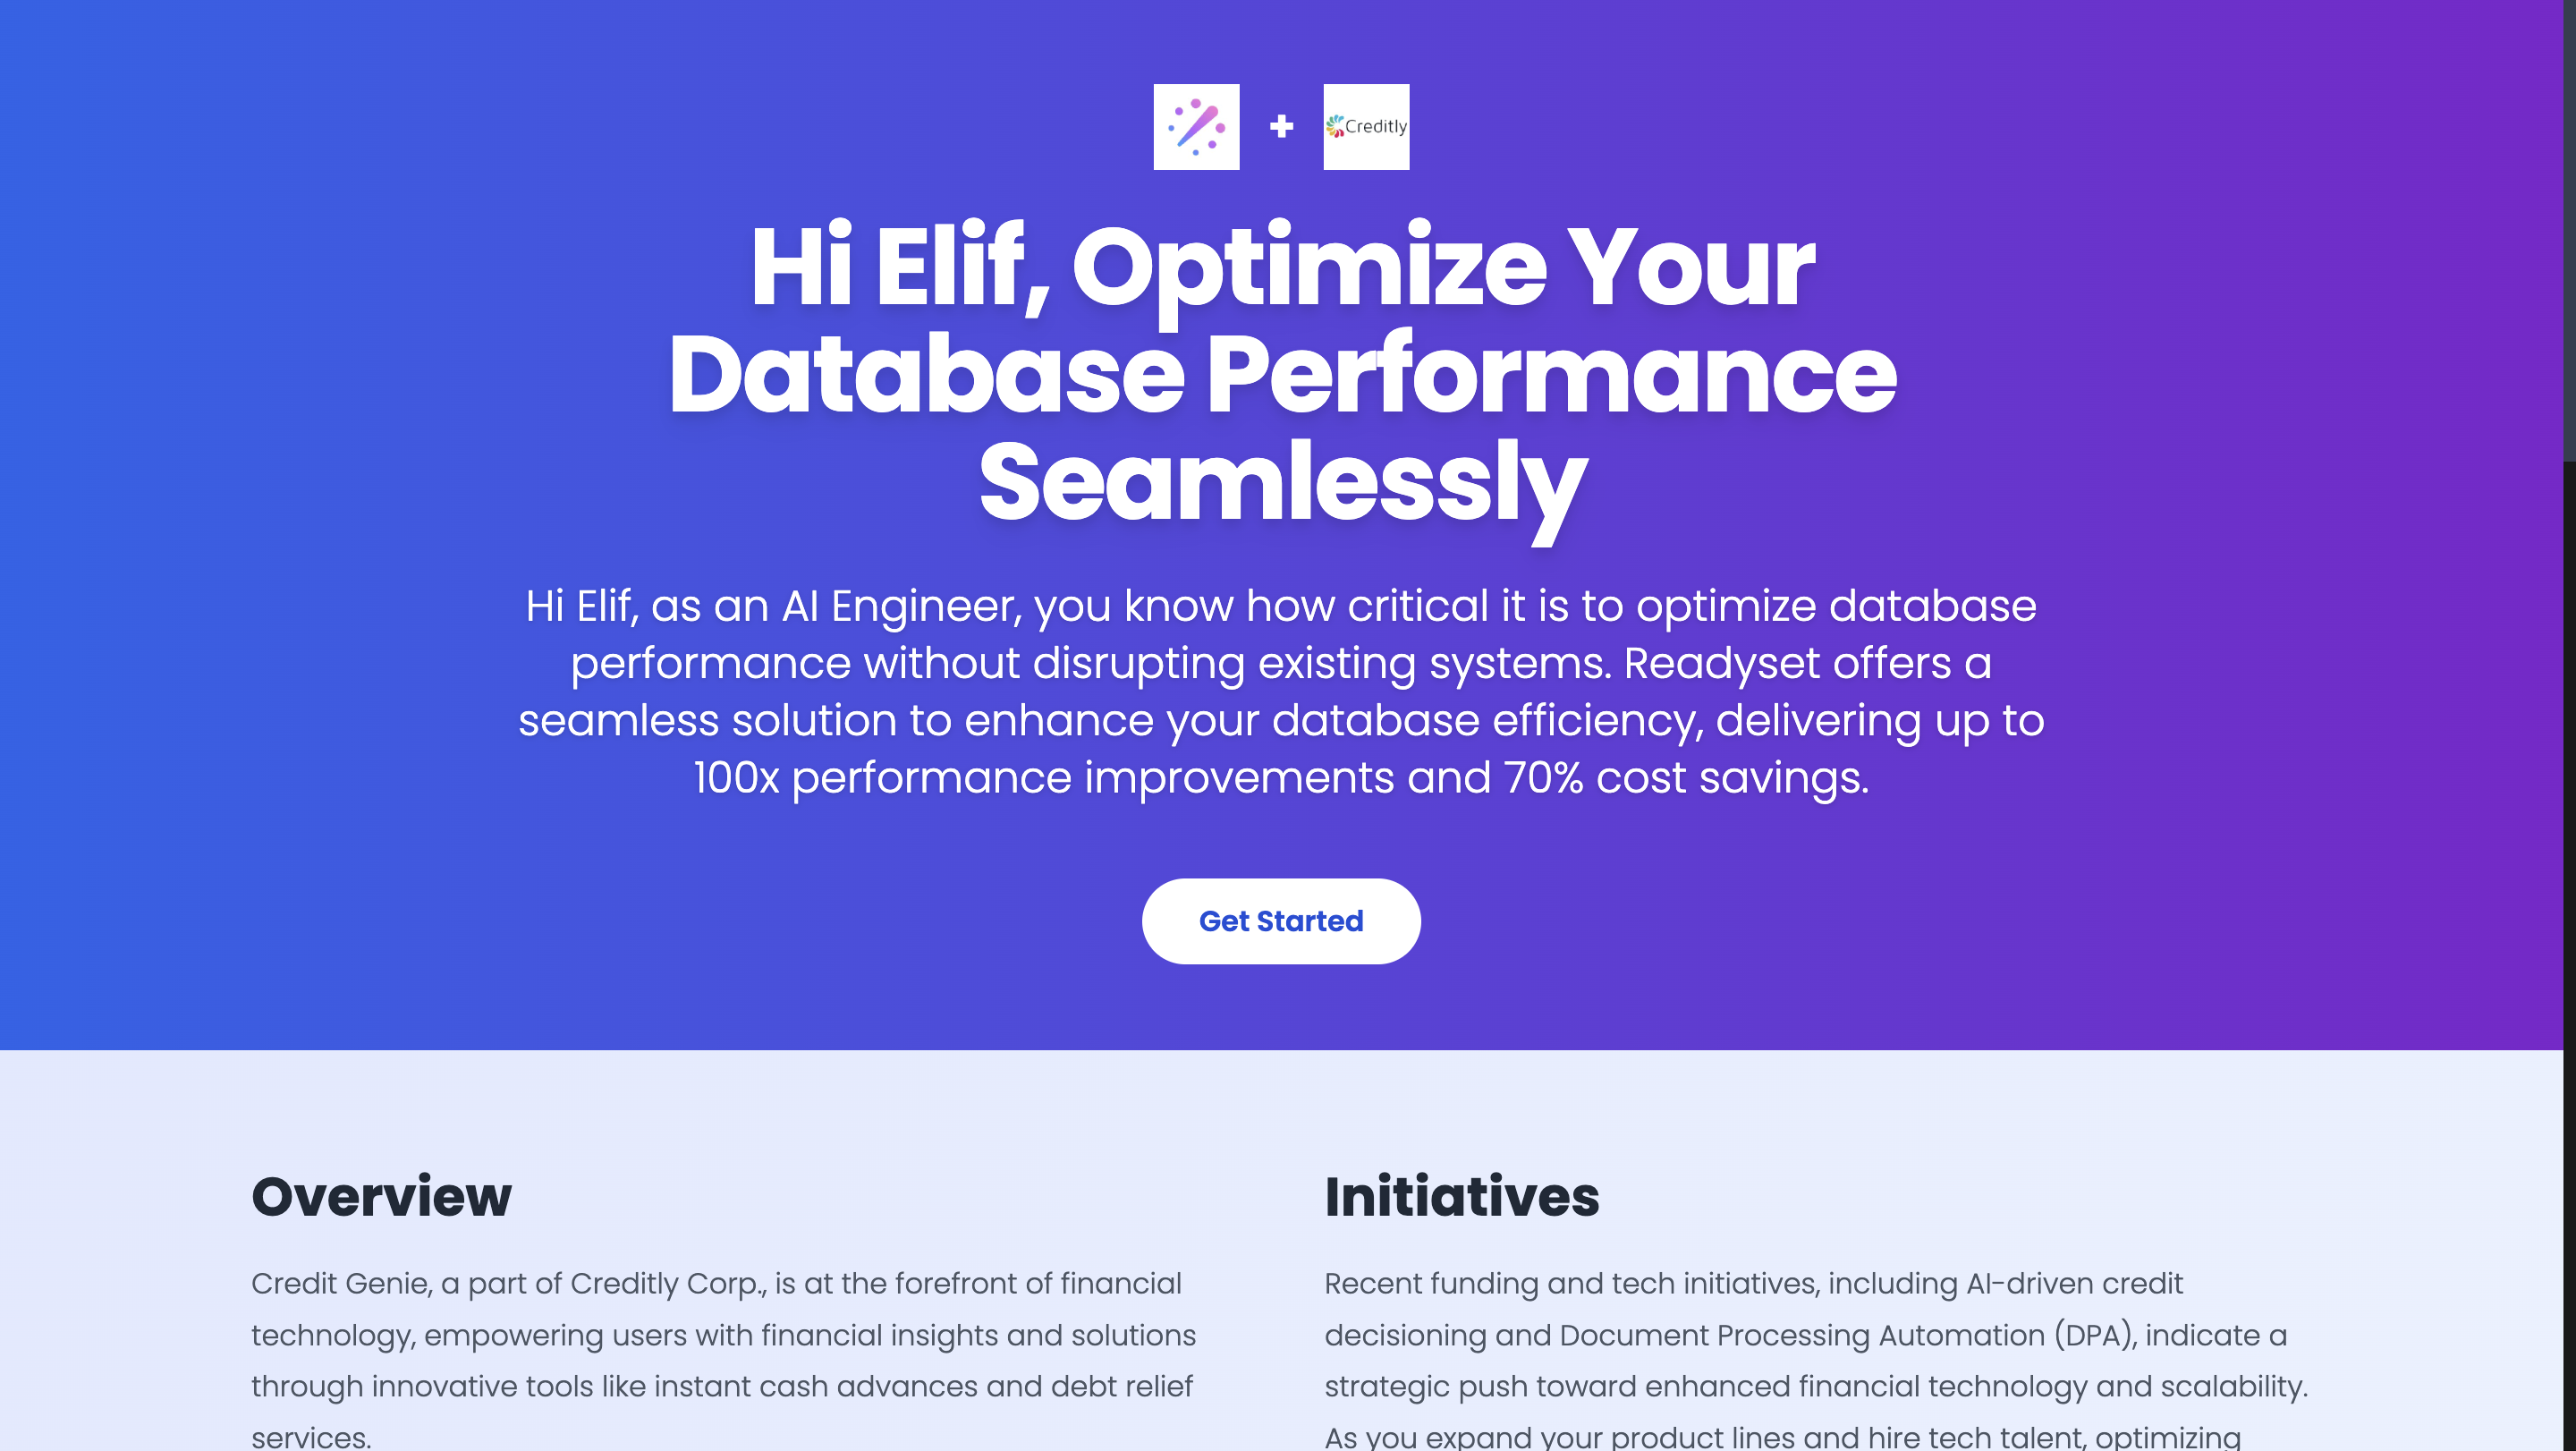 Creditly
Hi Elif, Optimize Your
Database Performance
Seamlessly
Hi Elif, as an AI Engineer, you know how critical it is to optimize database
performance without disrupting existing systems. Readyset offers a
seamless solution to enhance your database efficiency, delivering up to
100x performance improvements and 70% cost savings.
Get Started
Overview
Credit Genie, a part of Creditly Corp., is at the forefront of financial
technology, empowering users with financial insights and solutions
through innovative tools like instant cash advances and debt relief
services.
Initiatives
Recent funding and tech initiatives, including AI-driven credit
decisioning and Document Processing Automation (DPA), indicate a
strategic push toward enhanced financial technology and scalability.
As you expand your product lines and hire tech talent, optimizing